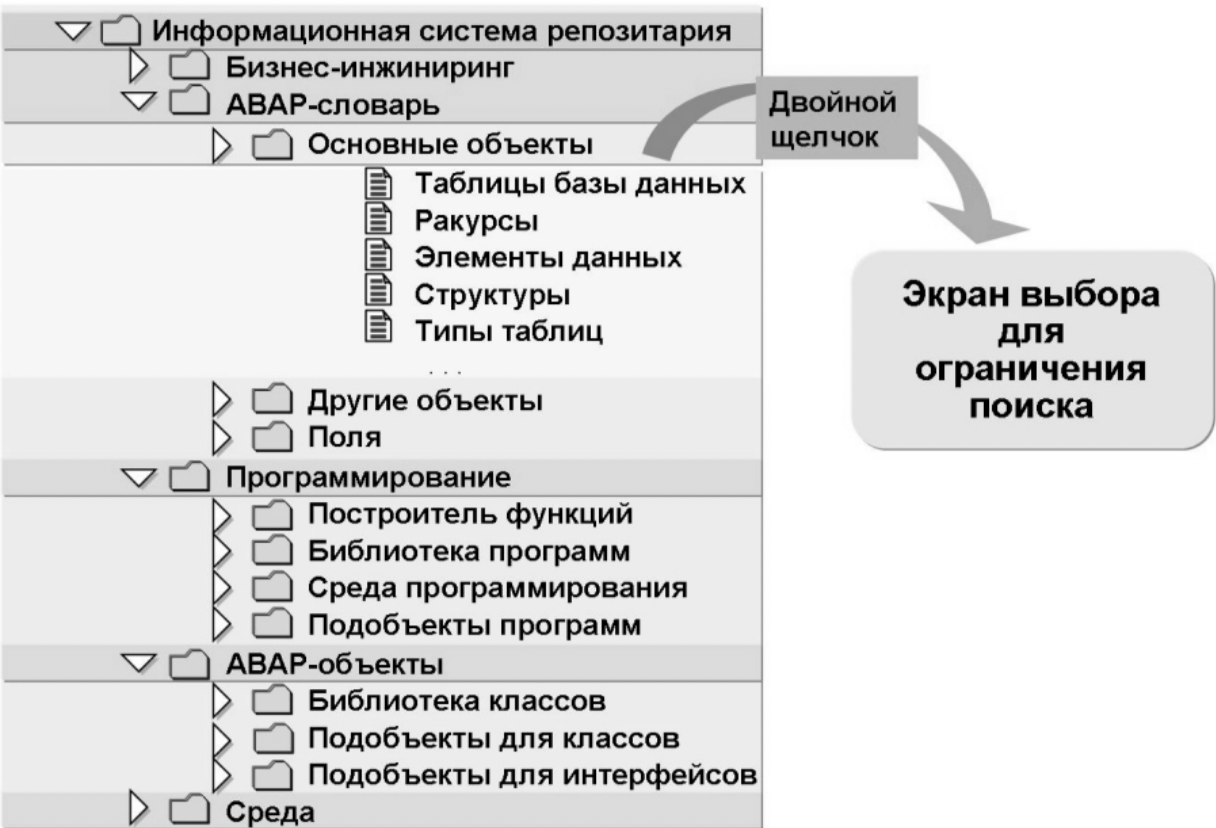 Информационная система репозитария
Бизнес-инжиниринг
ABAP-словарь
Основные объекты
Таблицы базы данных
Ракурсы
Элементы данных
Структуры
Типы таблиц
. . .
Другие объекты
Поля
Программирование
Построитель функций
Библиотека программ
Среда программирования
Подобъекты программ
ABAP-объекты
Библиотека классов
Подобъекты для классов
Подобъекты для интерфейсов
Среда
Двойной
щелчок
Экран выбора
для
ограничения
поиска